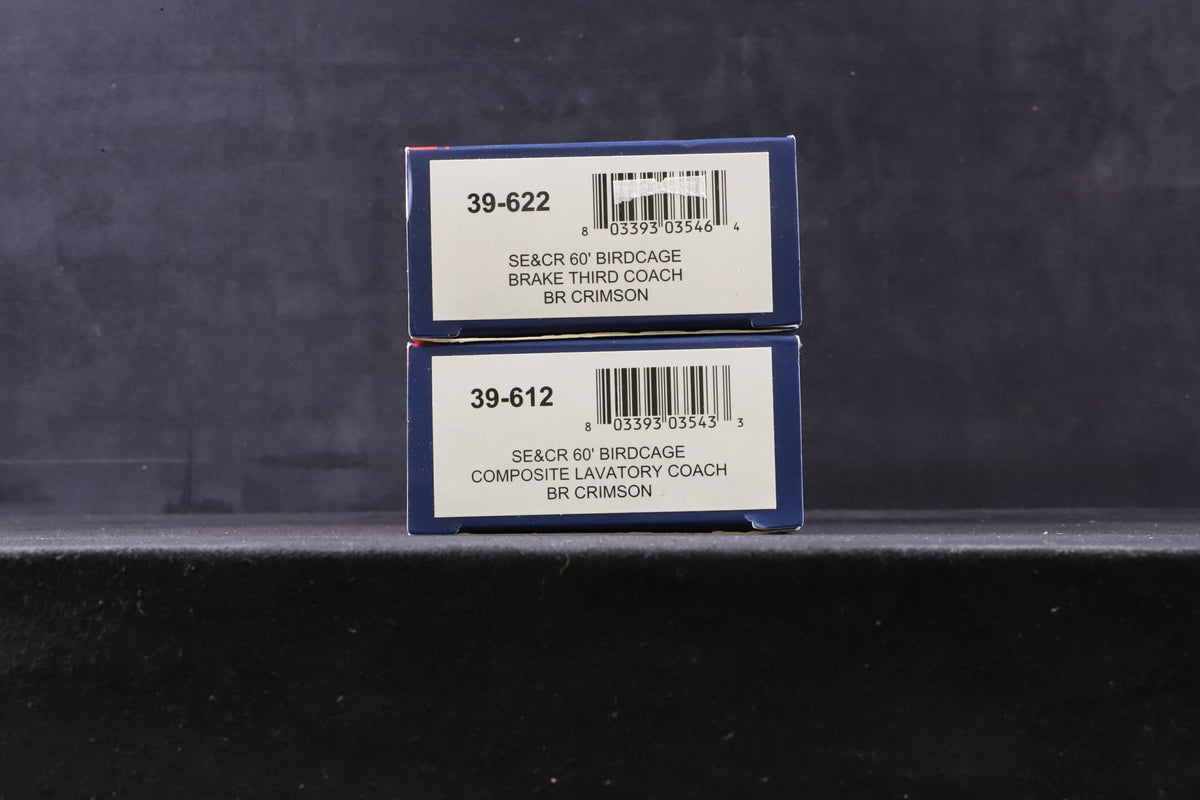 39-622
8 03393 03546 4
SE&CR 60' BIRDCAGE
BRAKE THIRD COACH
BR CRIMSON
39-612
8 03393 03543 3
SE&CR 60' BIRDCAGE
COMPOSITE LAVATORY COACH
BR CRIMSON